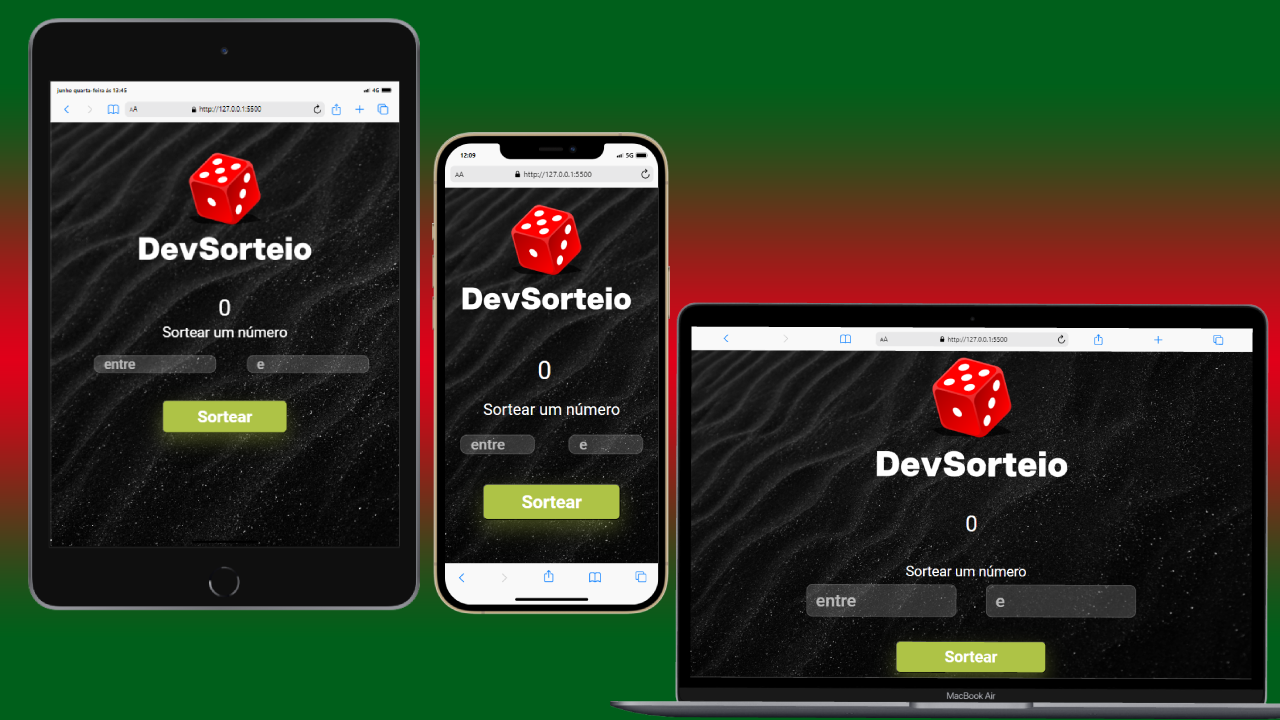 junho quarta-feira ás 13:45
4G
AA
http://127.0.0.1:5500
DevSorteio
0
Sortear um número
entre
e
Sortear
12:09
5G
AA
http://127.0.0.1:5500
DevSorteio
0
Sortear um número
entre
e
Sortear
AA
http://127.0.0.1:5500
DevSorteio
0
Sortear um número
entre
e
Sortear
MacBook Air